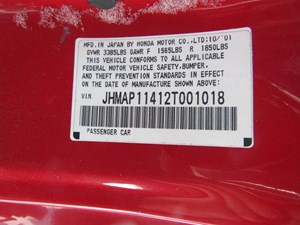 MFD. IN JAPAN BY HONDA MOTOR CO.,LTD;10/'01
GVWR 3385LBS GAWR F 1585LBS R 1850LBS
THIS VEHICLE CONFORMS TO ALL APPLICABLE
FEDERAL MOTOR VEHICLE SAFETY,BUMPER,
AND THEFT PREVENTION STANDARDS IN EFFECT
ON THE DATE OF MANUFACTURE SHOWN ABOVE.
V.I.N. JHMAP11412T001018
PASSENGER CAR